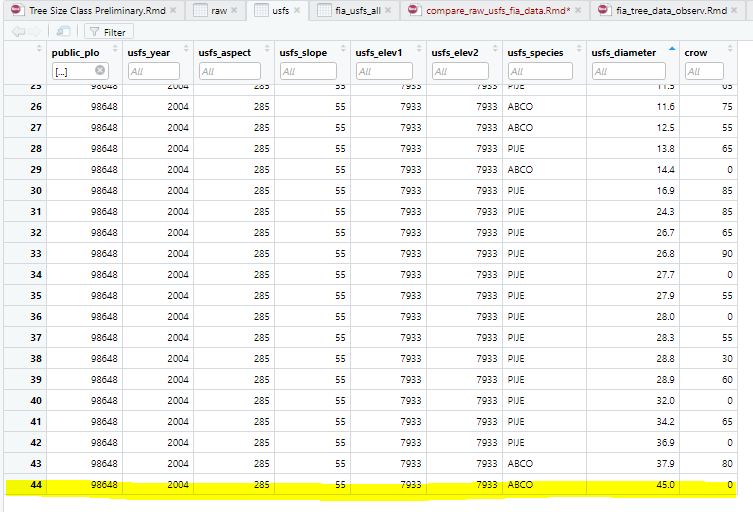 Tree Size Class Preliminary.Rmd × raw × usfs × fia_usfs_all × compare_raw_usfs_fia_data.Rmd* × fia_tree_data_observ.Rmd ×
Filter
public_plo usfs_year usfs_aspect usfs_slope usfs_elev1 usfs_elev2 usfs_species usfs_diameter crow
[...] All All All All All All All All
25 98648 2004 285 55 7933 7933 PIJE 11.5 65
26 98648 2004 285 55 7933 7933 ABCO 11.6 75
27 98648 2004 285 55 7933 7933 ABCO 12.5 55
28 98648 2004 285 55 7933 7933 PIJE 13.8 65
29 98648 2004 285 55 7933 7933 ABCO 14.4 0
30 98648 2004 285 55 7933 7933 PIJE 16.9 85
31 98648 2004 285 55 7933 7933 PIJE 24.3 85
32 98648 2004 285 55 7933 7933 PIJE 26.7 65
33 98648 2004 285 55 7933 7933 PIJE 26.8 90
34 98648 2004 285 55 7933 7933 PIJE 27.7 0
35 98648 2004 285 55 7933 7933 PIJE 27.9 55
36 98648 2004 285 55 7933 7933 PIJE 28.0 0
37 98648 2004 285 55 7933 7933 PIJE 28.3 55
38 98648 2004 285 55 7933 7933 PIJE 28.8 30
39 98648 2004 285 55 7933 7933 PIJE 28.9 60
40 98648 2004 285 55 7933 7933 PIJE 32.0 0
41 98648 2004 285 55 7933 7933 PIJE 34.2 65
42 98648 2004 285 55 7933 7933 PIJE 36.9 0
43 98648 2004 285 55 7933 7933 ABCO 37.9 80
44 98648 2004 285 55 7933 7933 ABCO 45.0 0